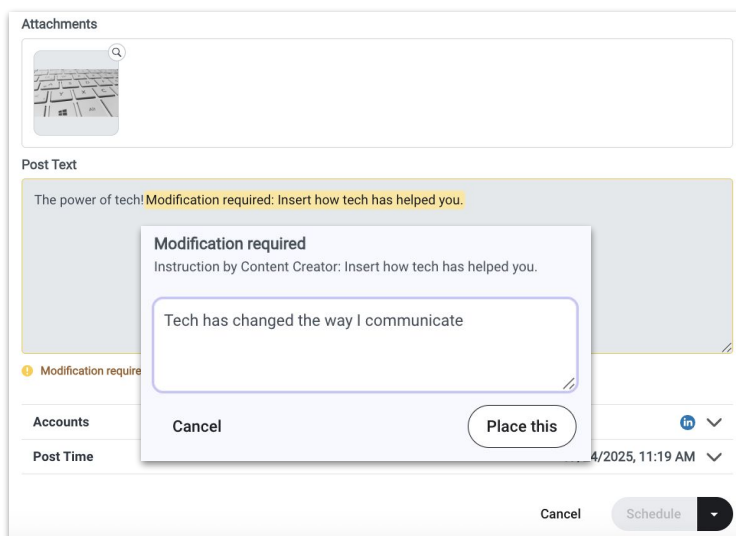 Attachments
Post Text
The power of tech! Modification required: Insert how tech has helped you.
Modification required
Instruction by Content Creator: Insert how tech has helped you.
Tech has changed the way I communicate
Modification require
Cancel
Place this
Accounts
in
Post Time
4/2025, 11:19 AM
Cancel
Schedule